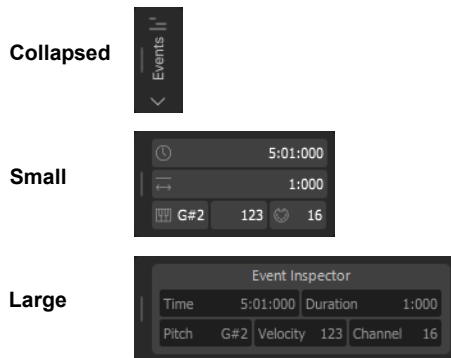 Collapsed
Events
Small
5:01:000
1:000
G#2 123 16
Large
Event Inspector
Time 5:01:000 Duration 1:000
Pitch G#2 Velocity 123 Channel 16